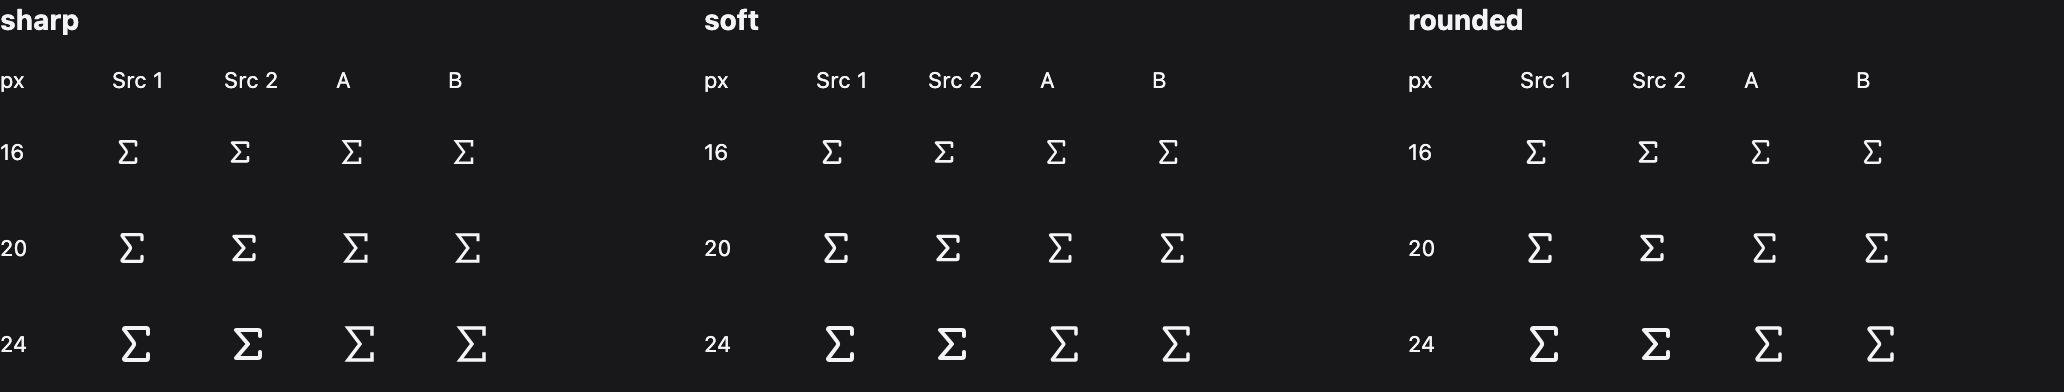 sharp soft rounded
px Src 1 Src 2 A B px Src 1 Src 2 A B px Src 1 Src 2 A B
16 Σ Σ Σ Σ 16 Σ Σ Σ Σ 16 Σ Σ Σ Σ
20 Σ Σ Σ Σ 20 Σ Σ Σ Σ 20 Σ Σ Σ Σ
24 Σ Σ Σ Σ 24 Σ Σ Σ Σ 24 Σ Σ Σ Σ